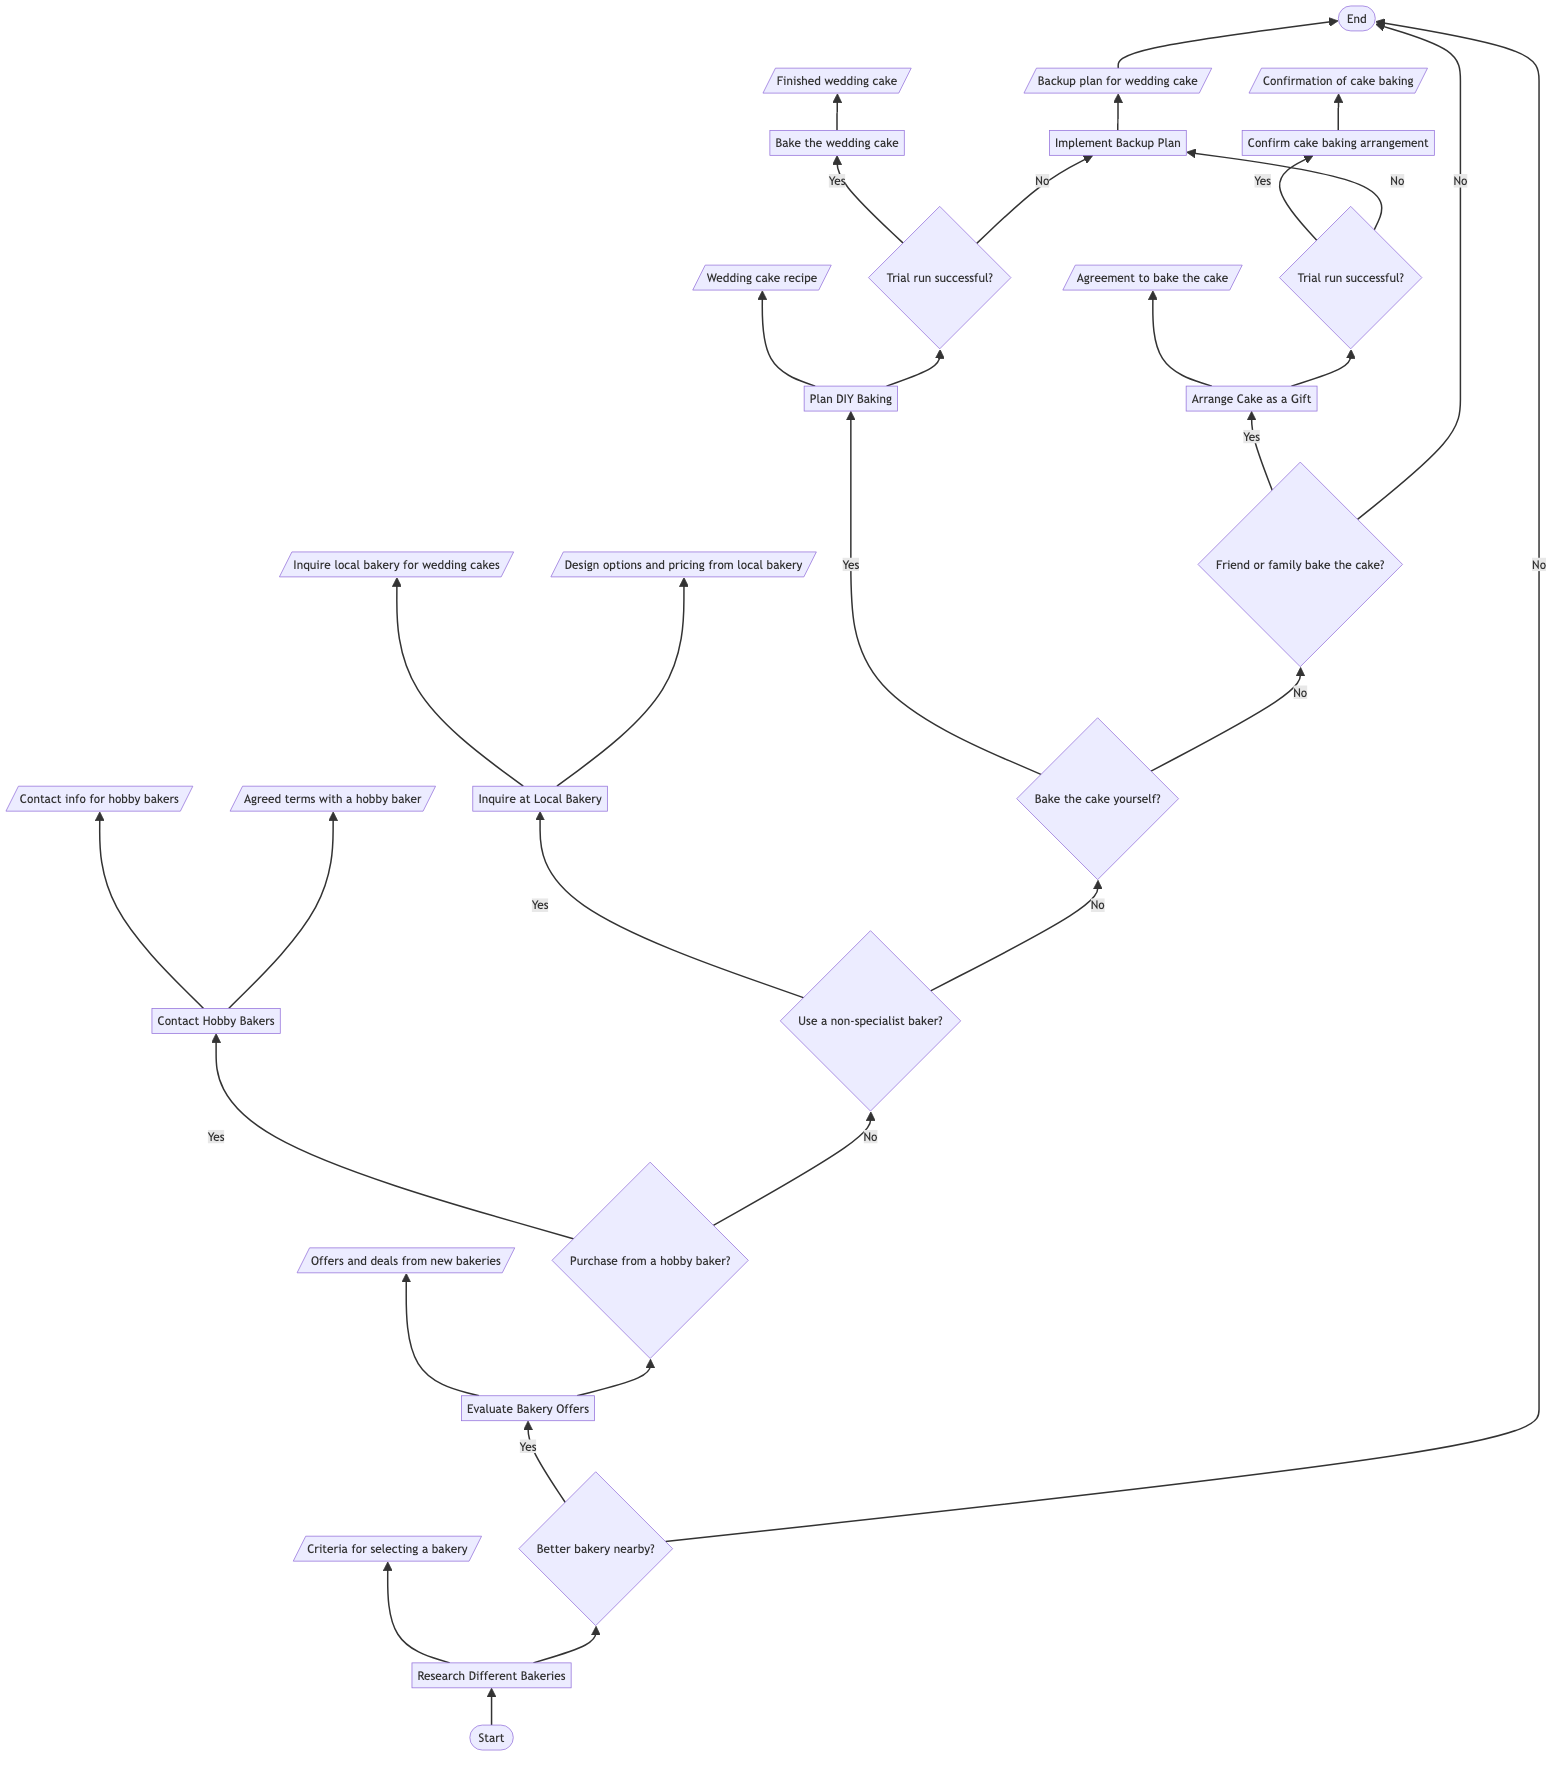 End
Finished wedding cake
Backup plan for wedding cake
Confirmation of cake baking
Bake the wedding cake
Implement Backup Plan
Confirm cake baking arrangement
Yes
No
Yes
No
No
Wedding cake recipe
Trial run successful?
Agreement to bake the cake
Trial run successful?
Plan DIY Baking
Arrange Cake as a Gift
Yes
Inquire local bakery for wedding cakes
Design options and pricing from local bakery
Yes
Friend or family bake the cake?
No
No
Contact info for hobby bakers
Agreed terms with a hobby baker
Inquire at Local Bakery
Bake the cake yourself?
Yes
No
Contact Hobby Bakers
Use a non-specialist baker?
Yes
No
Offers and deals from new bakeries
Purchase from a hobby baker?
Evaluate Bakery Offers
Yes
Criteria for selecting a bakery
Better bakery nearby?
Research Different Bakeries
Start